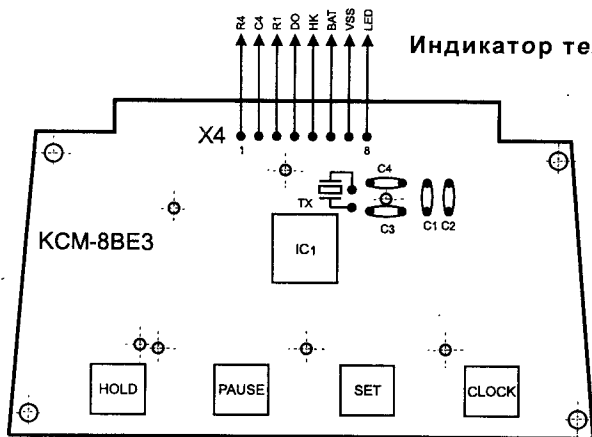 R4 C4 R1 DO HK BAT VSS LED
Индикатор
X4
1 8
C4
TX
C3 C1 C2
KCM-8BE3
IC1
HOLD PAUSE SET CLOCK